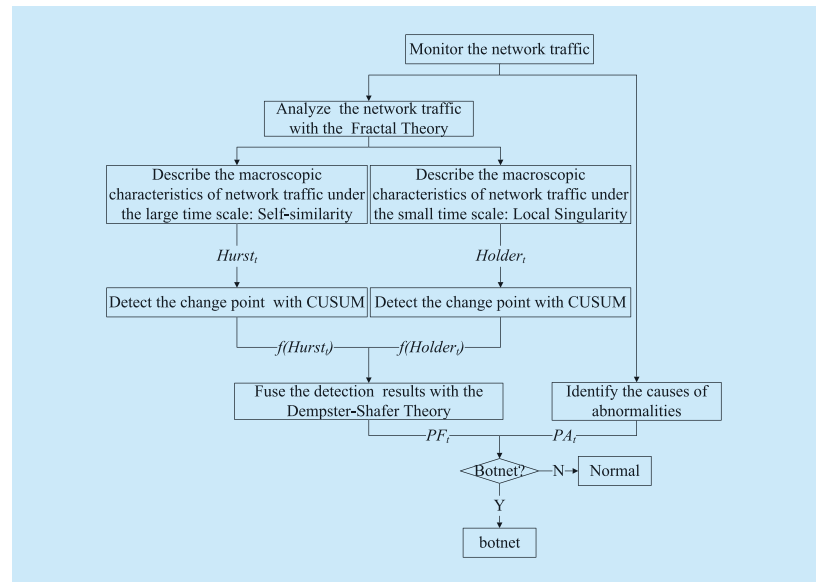 Monitor the network traffic
Analyze the network traffic
with the Fractal Theory
Describe the macroscopic
characteristics of network traffic under
the large time scale: Self-similarity
Describe the macroscopic
characteristics of network traffic under
the small time scale: Local Singularity
Hurst_t
Holder_t
Detect the change point with CUSUM
Detect the change point with CUSUM
f(Hurst_t)
f(Holder_t)
Fuse the detection results with the
Dempster-Shafer Theory
Identify the causes of
abnormalities
PF_t
PA_t
Botnet?
N
Normal
Y
botnet